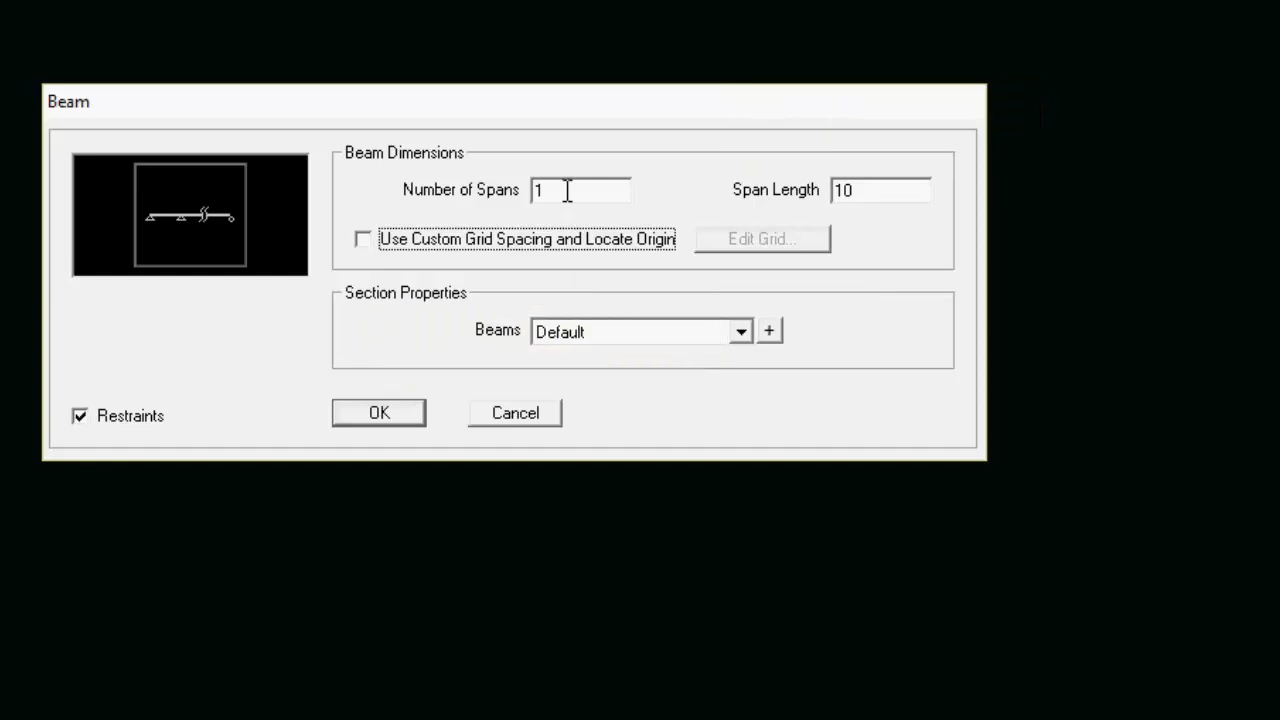 Beam
Beam Dimensions
Number of Spans 1 Span Length 10
Use Custom Grid Spacing and Locate Origin Edit Grid...
Section Properties
Beams Default +
Restraints OK Cancel